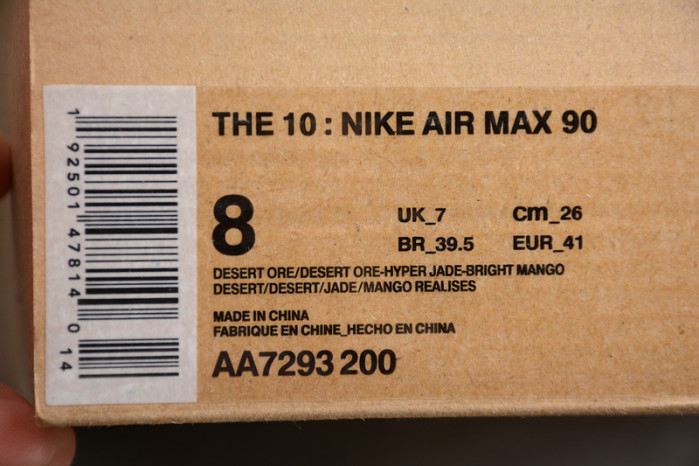 1 92501 47814 0 14
THE 10 : NIKE AIR MAX 90
8
UK_7 cm_26
BR_39.5 EUR_41
DESERT ORE/DESERT ORE-HYPER JADE-BRIGHT MANGO
DESERT/DESERT/JADE/MANGO REALISES
MADE IN CHINA
FABRIQUE EN CHINE_HECHO EN CHINA
AA7293 200